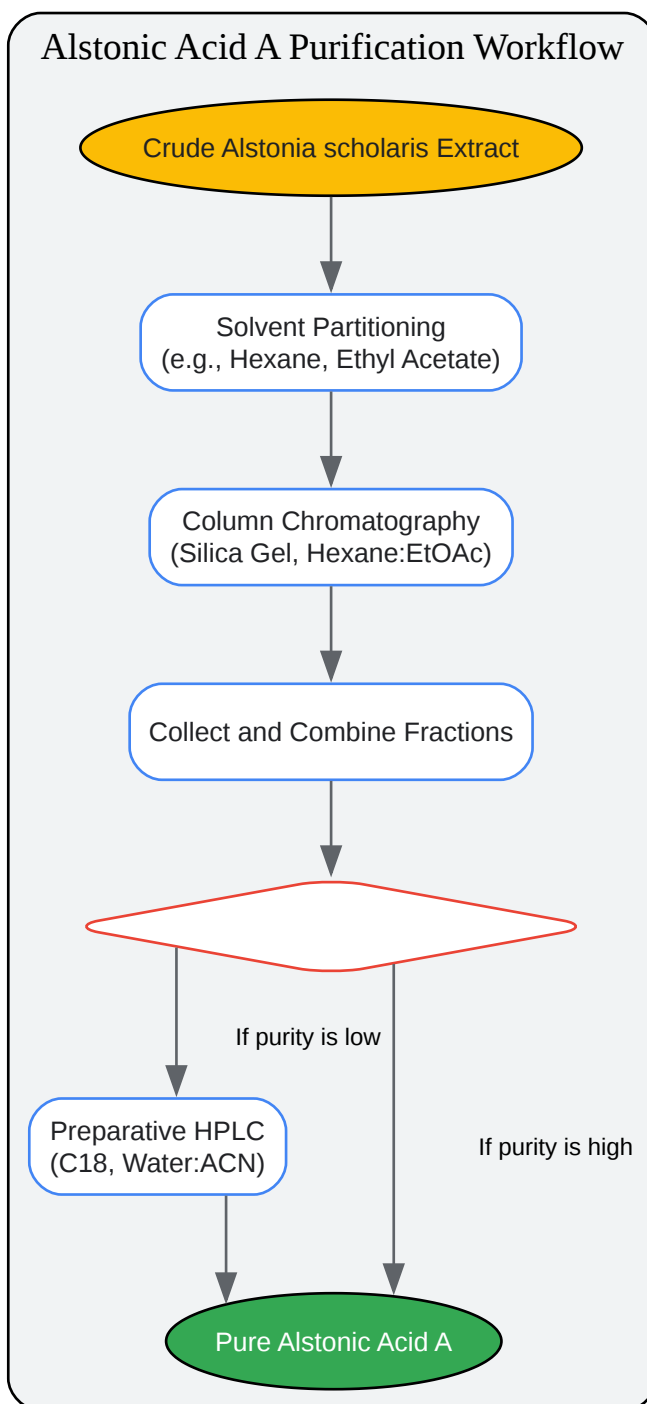 Alstonic Acid A Purification Workflow
Crude Alstonia scholaris Extract
Solvent Partitioning
(e.g., Hexane, Ethyl Acetate)
Column Chromatography
(Silica Gel, Hexane:EtOAc)
Collect and Combine Fractions
If purity is low
Preparative HPLC
(C18, Water:ACN)
If purity is high
Pure Alstonic Acid A